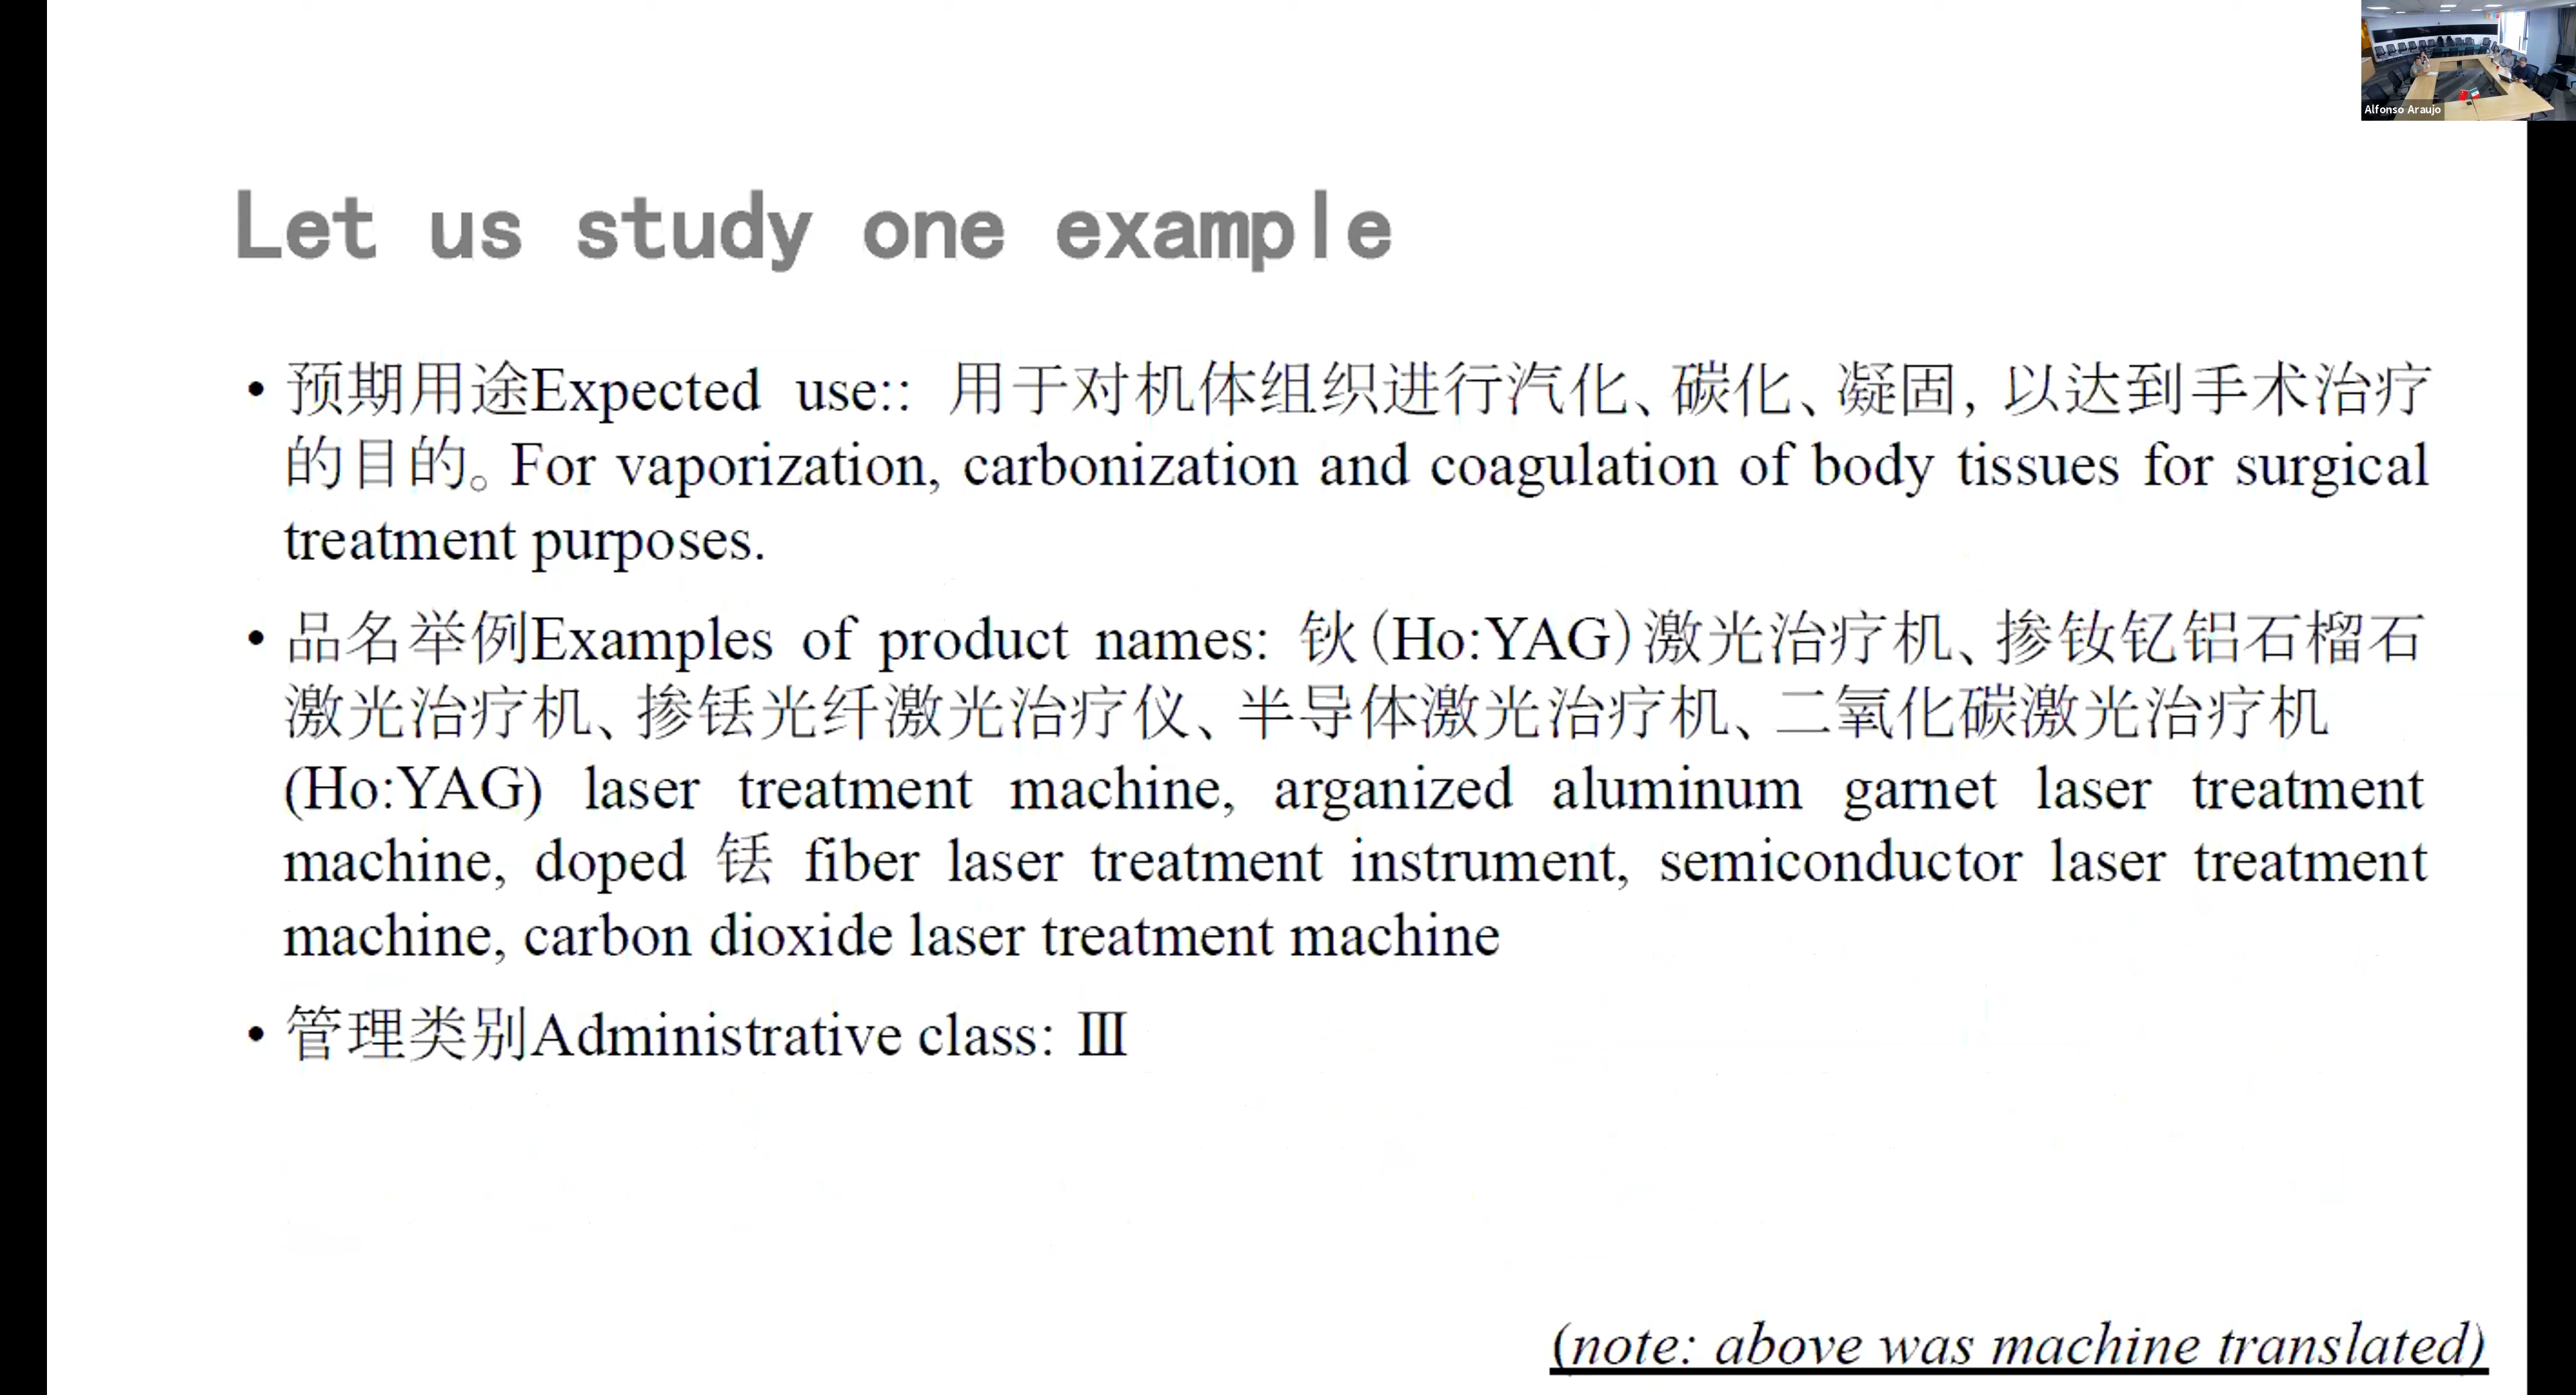 Alfonso Araujo
Let us study one example
• 预期用途Expected use:: 用于对机体组织进行汽化、碳化、凝固, 以达到手术治疗
的目的。For vaporization, carbonization and coagulation of body tissues for surgical
treatment purposes.
• 品名举例Examples of product names: 钬(Ho:YAG)激光治疗机、掺钕钇铝石榴石
激光治疗机、掺铥光纤激光治疗仪、半导体激光治疗机、二氧化碳激光治疗机
(Ho:YAG) laser treatment machine, arganized aluminum garnet laser treatment
machine, doped 铥 fiber laser treatment instrument, semiconductor laser treatment
machine, carbon dioxide laser treatment machine
• 管理类别Administrative class: Ⅲ
(note: above was machine translated)